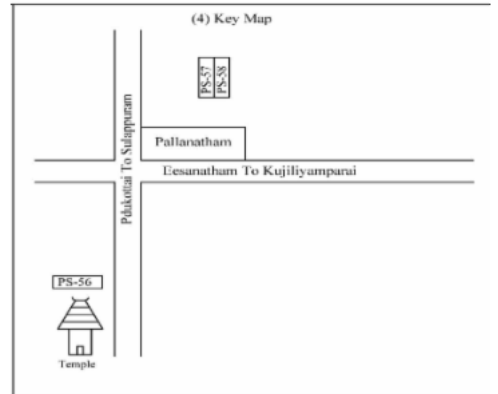 (4) Key Map
PS-57
PS-58
Pdukottai To Sulappuram
Pallanatham
Eesanatham To Kujiliyamparai
PS-56
Temple